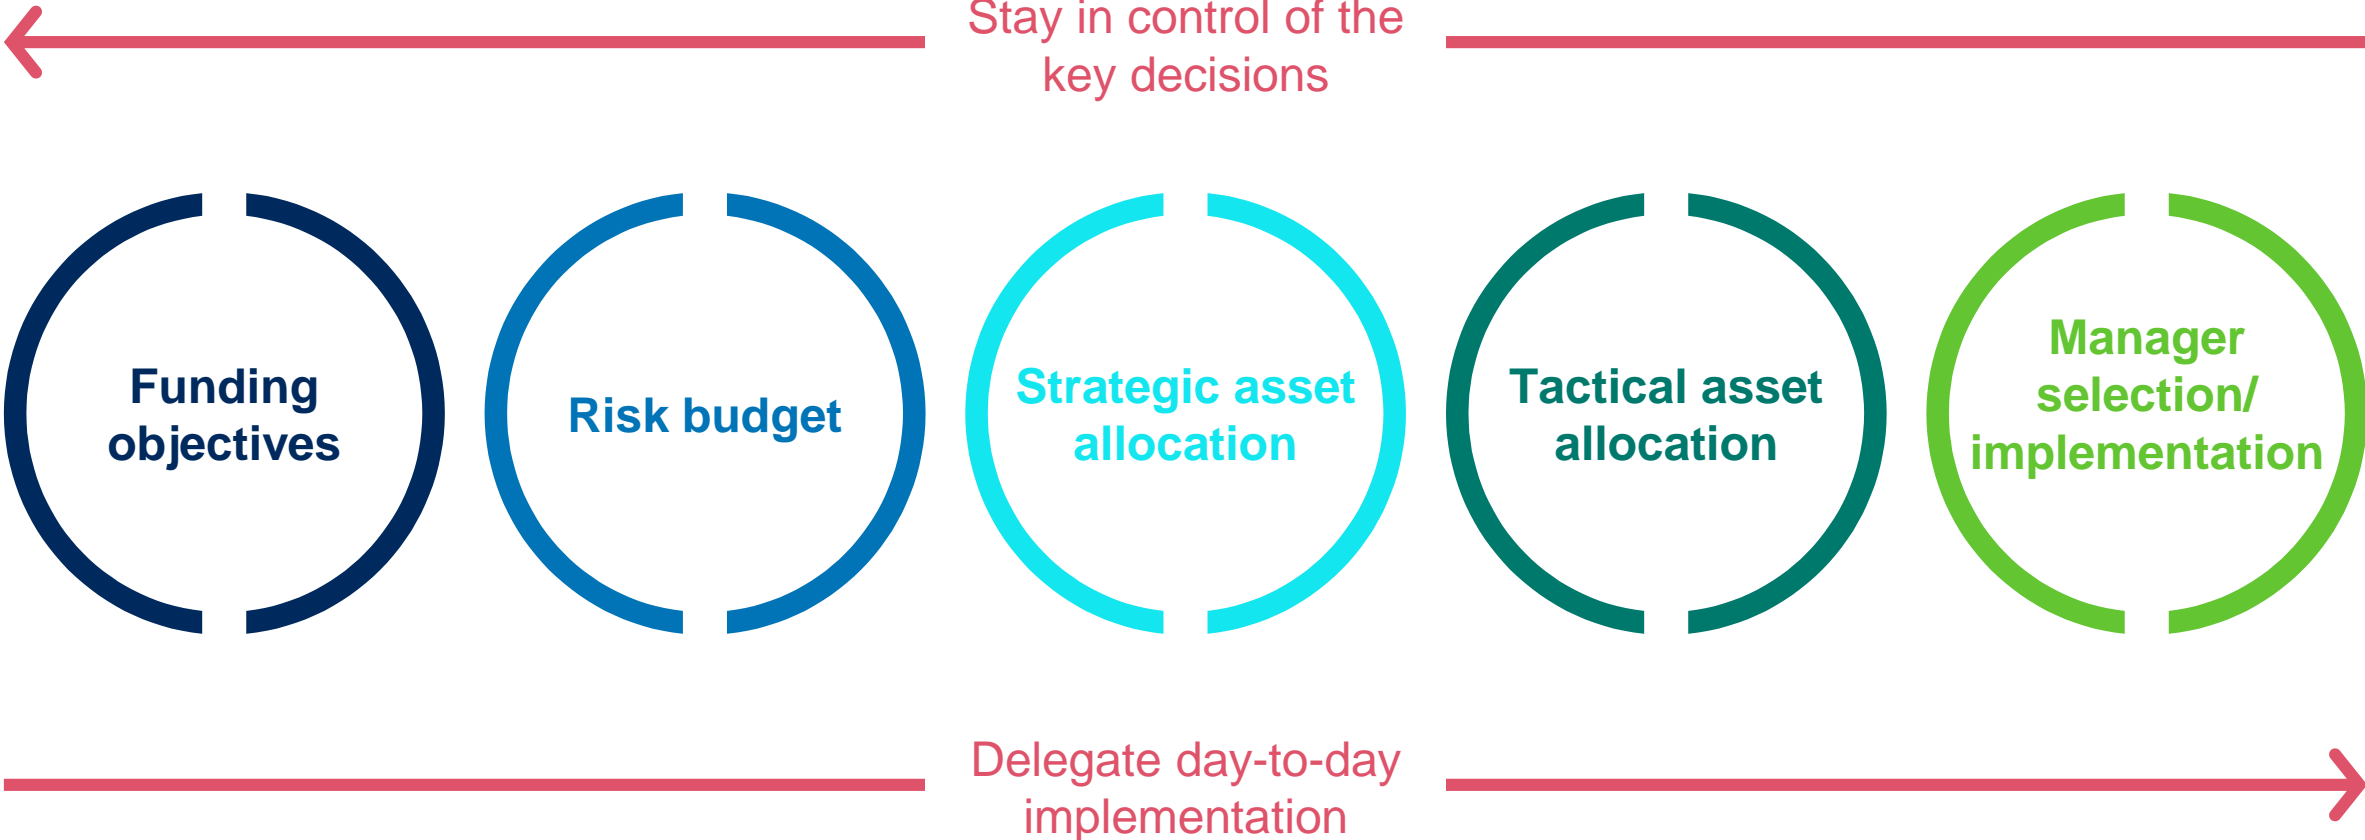 Stay in control of the
key decisions
Funding
objectives
Risk budget
Strategic asset
allocation
Tactical asset
allocation
Manager
selection/
implementation
Delegate day-to-day
implementation